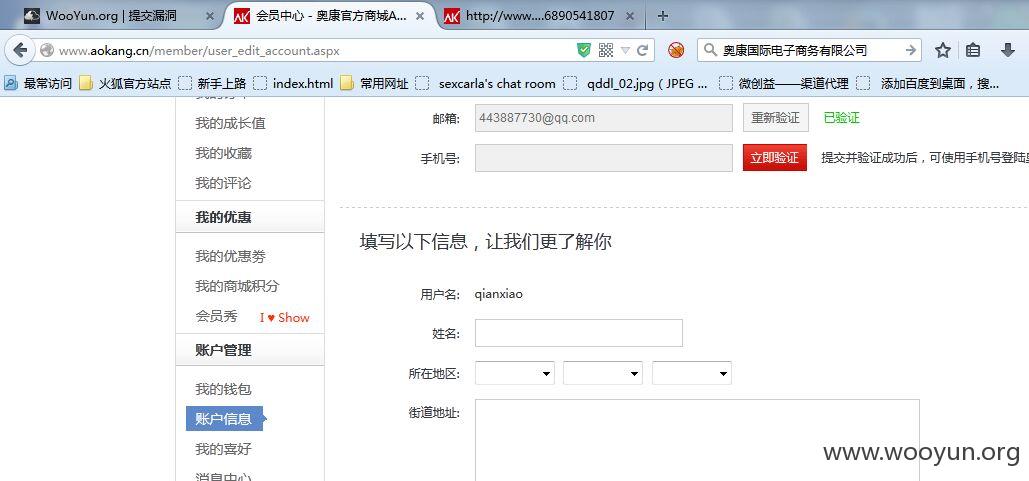 WooYun.org | 提交漏洞
会员中心 - 奥康官方商城A...
http://www....6890541807
www.aokang.cn/member/user_edit_account.aspx
奥康国际电子商务有限公司
最常访问
火狐官方站点
新手上路
index.html
常用网址
sexcarla's chat room
qddl_02.jpg ( JPEG ...
微创益——渠道代理
添加百度到桌面，搜...
我的成长值
我的收藏
我的评论
我的优惠
我的优惠劵
我的商城积分
会员秀 I ♥ Show
账户管理
我的钱包
账户信息
我的喜好
消息中心
邮箱: 443887730@qq.com 重新验证 已验证
手机号: 立即验证 提交并验证成功后，可使用手机号登陆
填写以下信息，让我们更了解你
用户名: qianxiao
姓名:
所在地区:
街道地址:
www.wooyun.org